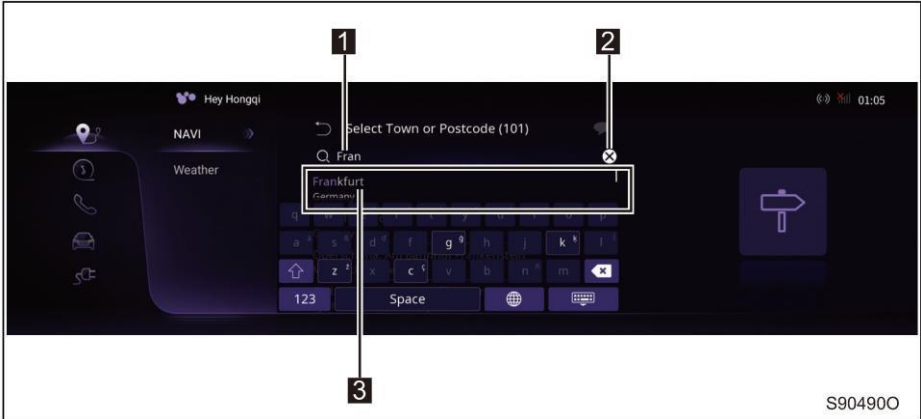 1 2
Hey Hongqi 01:05
NAVI Select Town or Postcode (101)
Fran
Weather
Frankfurt
Germany
q w y u p
a s d f g ğ h j k l
z x c ç v b n m
123 Space
3
S90490O